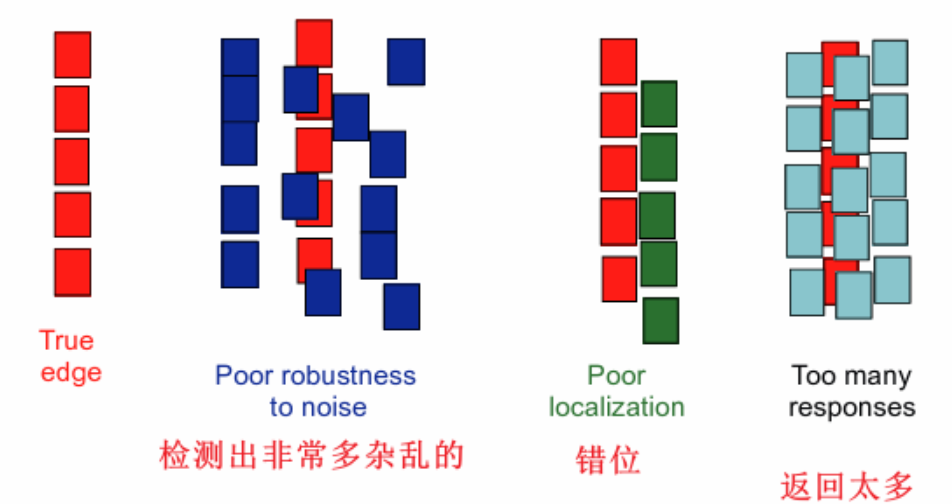 True
edge
Poor robustness
to noise
检测出非常多杂乱的
Poor
localization
错位
Too many
responses
返回太多